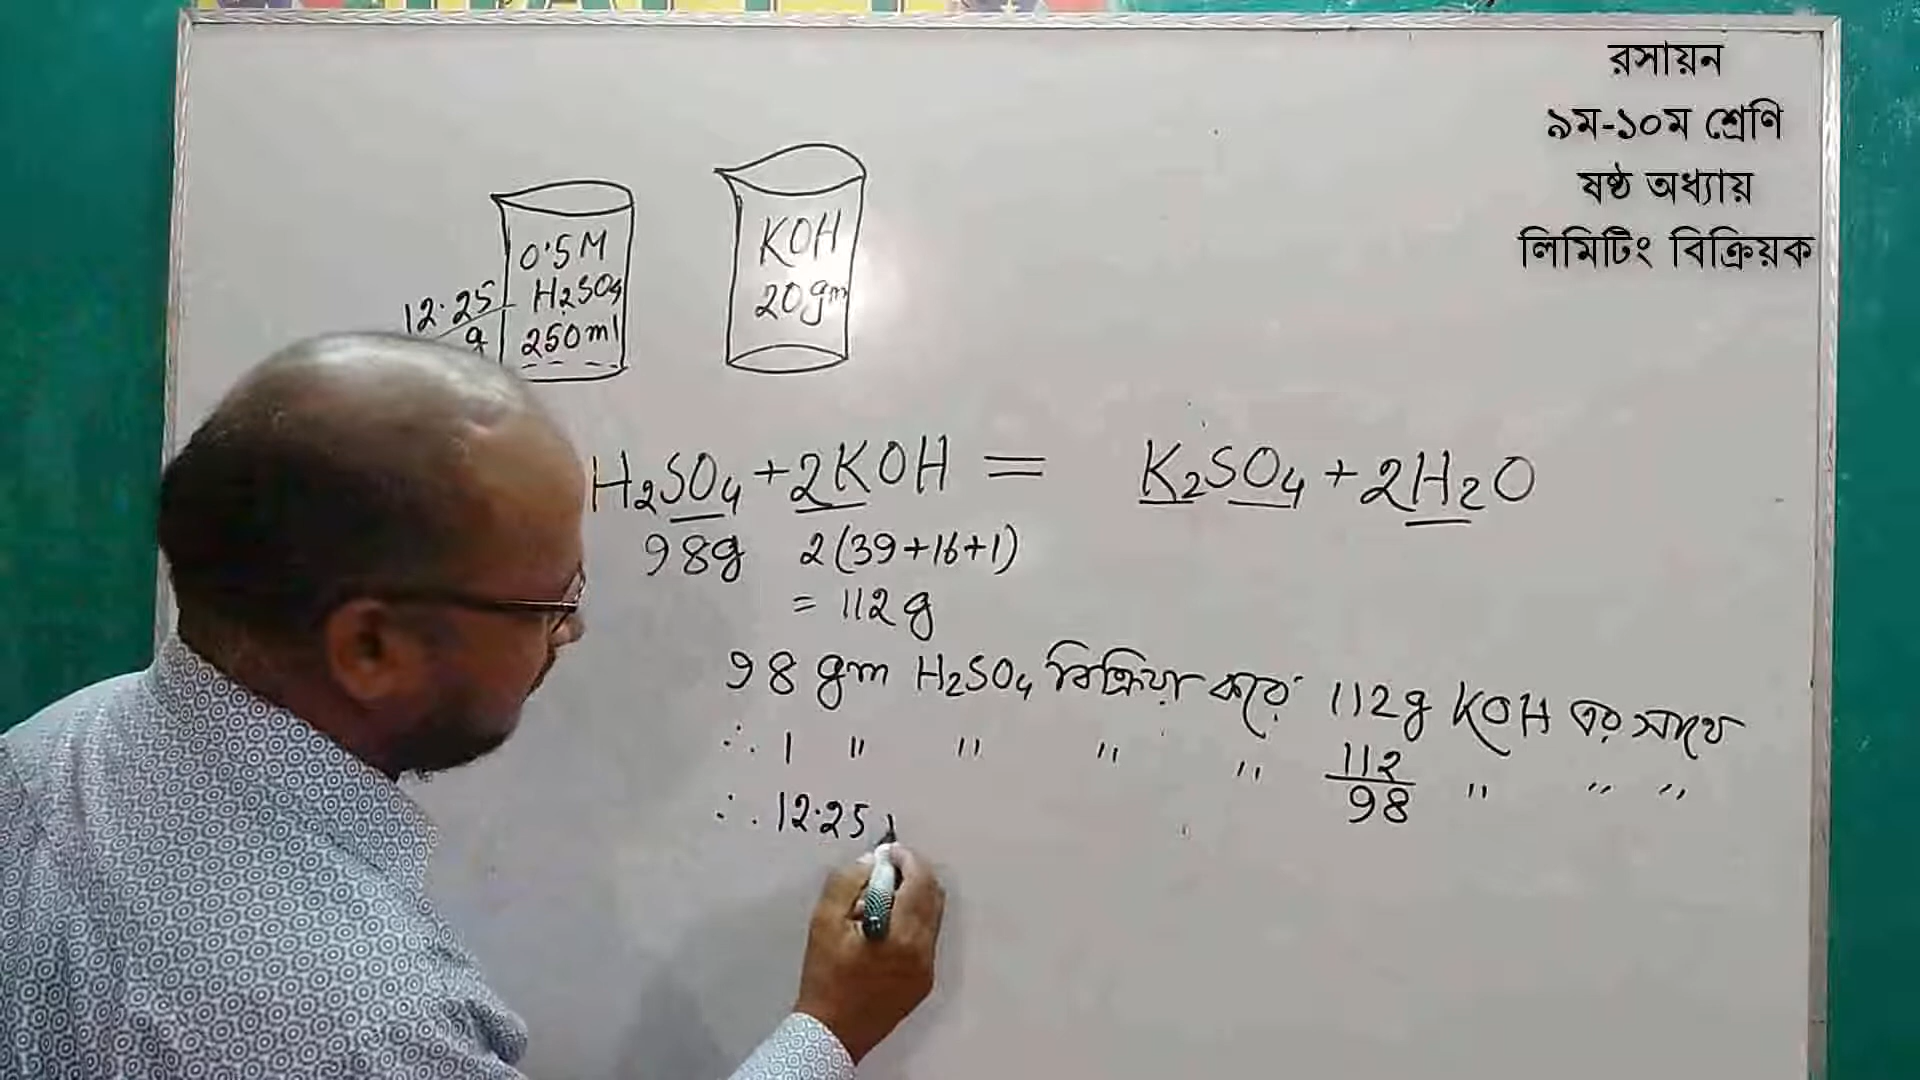 রসায়ন
৯ম-১০ম শ্রেণি
ষষ্ঠ অধ্যায়
লিমিটিং বিক্রিয়ক
0.5M
H₂SO₄
250ml
12.25
g
KOH
20gm
H₂SO₄+2KOH = K₂SO₄+2H₂O
98g 2(39+16+1)
= 112g
98 gm H₂SO₄ বিক্রিয়া করে 112g KOH এর সাথে
∴ 1 " " " " 112/98 " " "
∴ 12.25